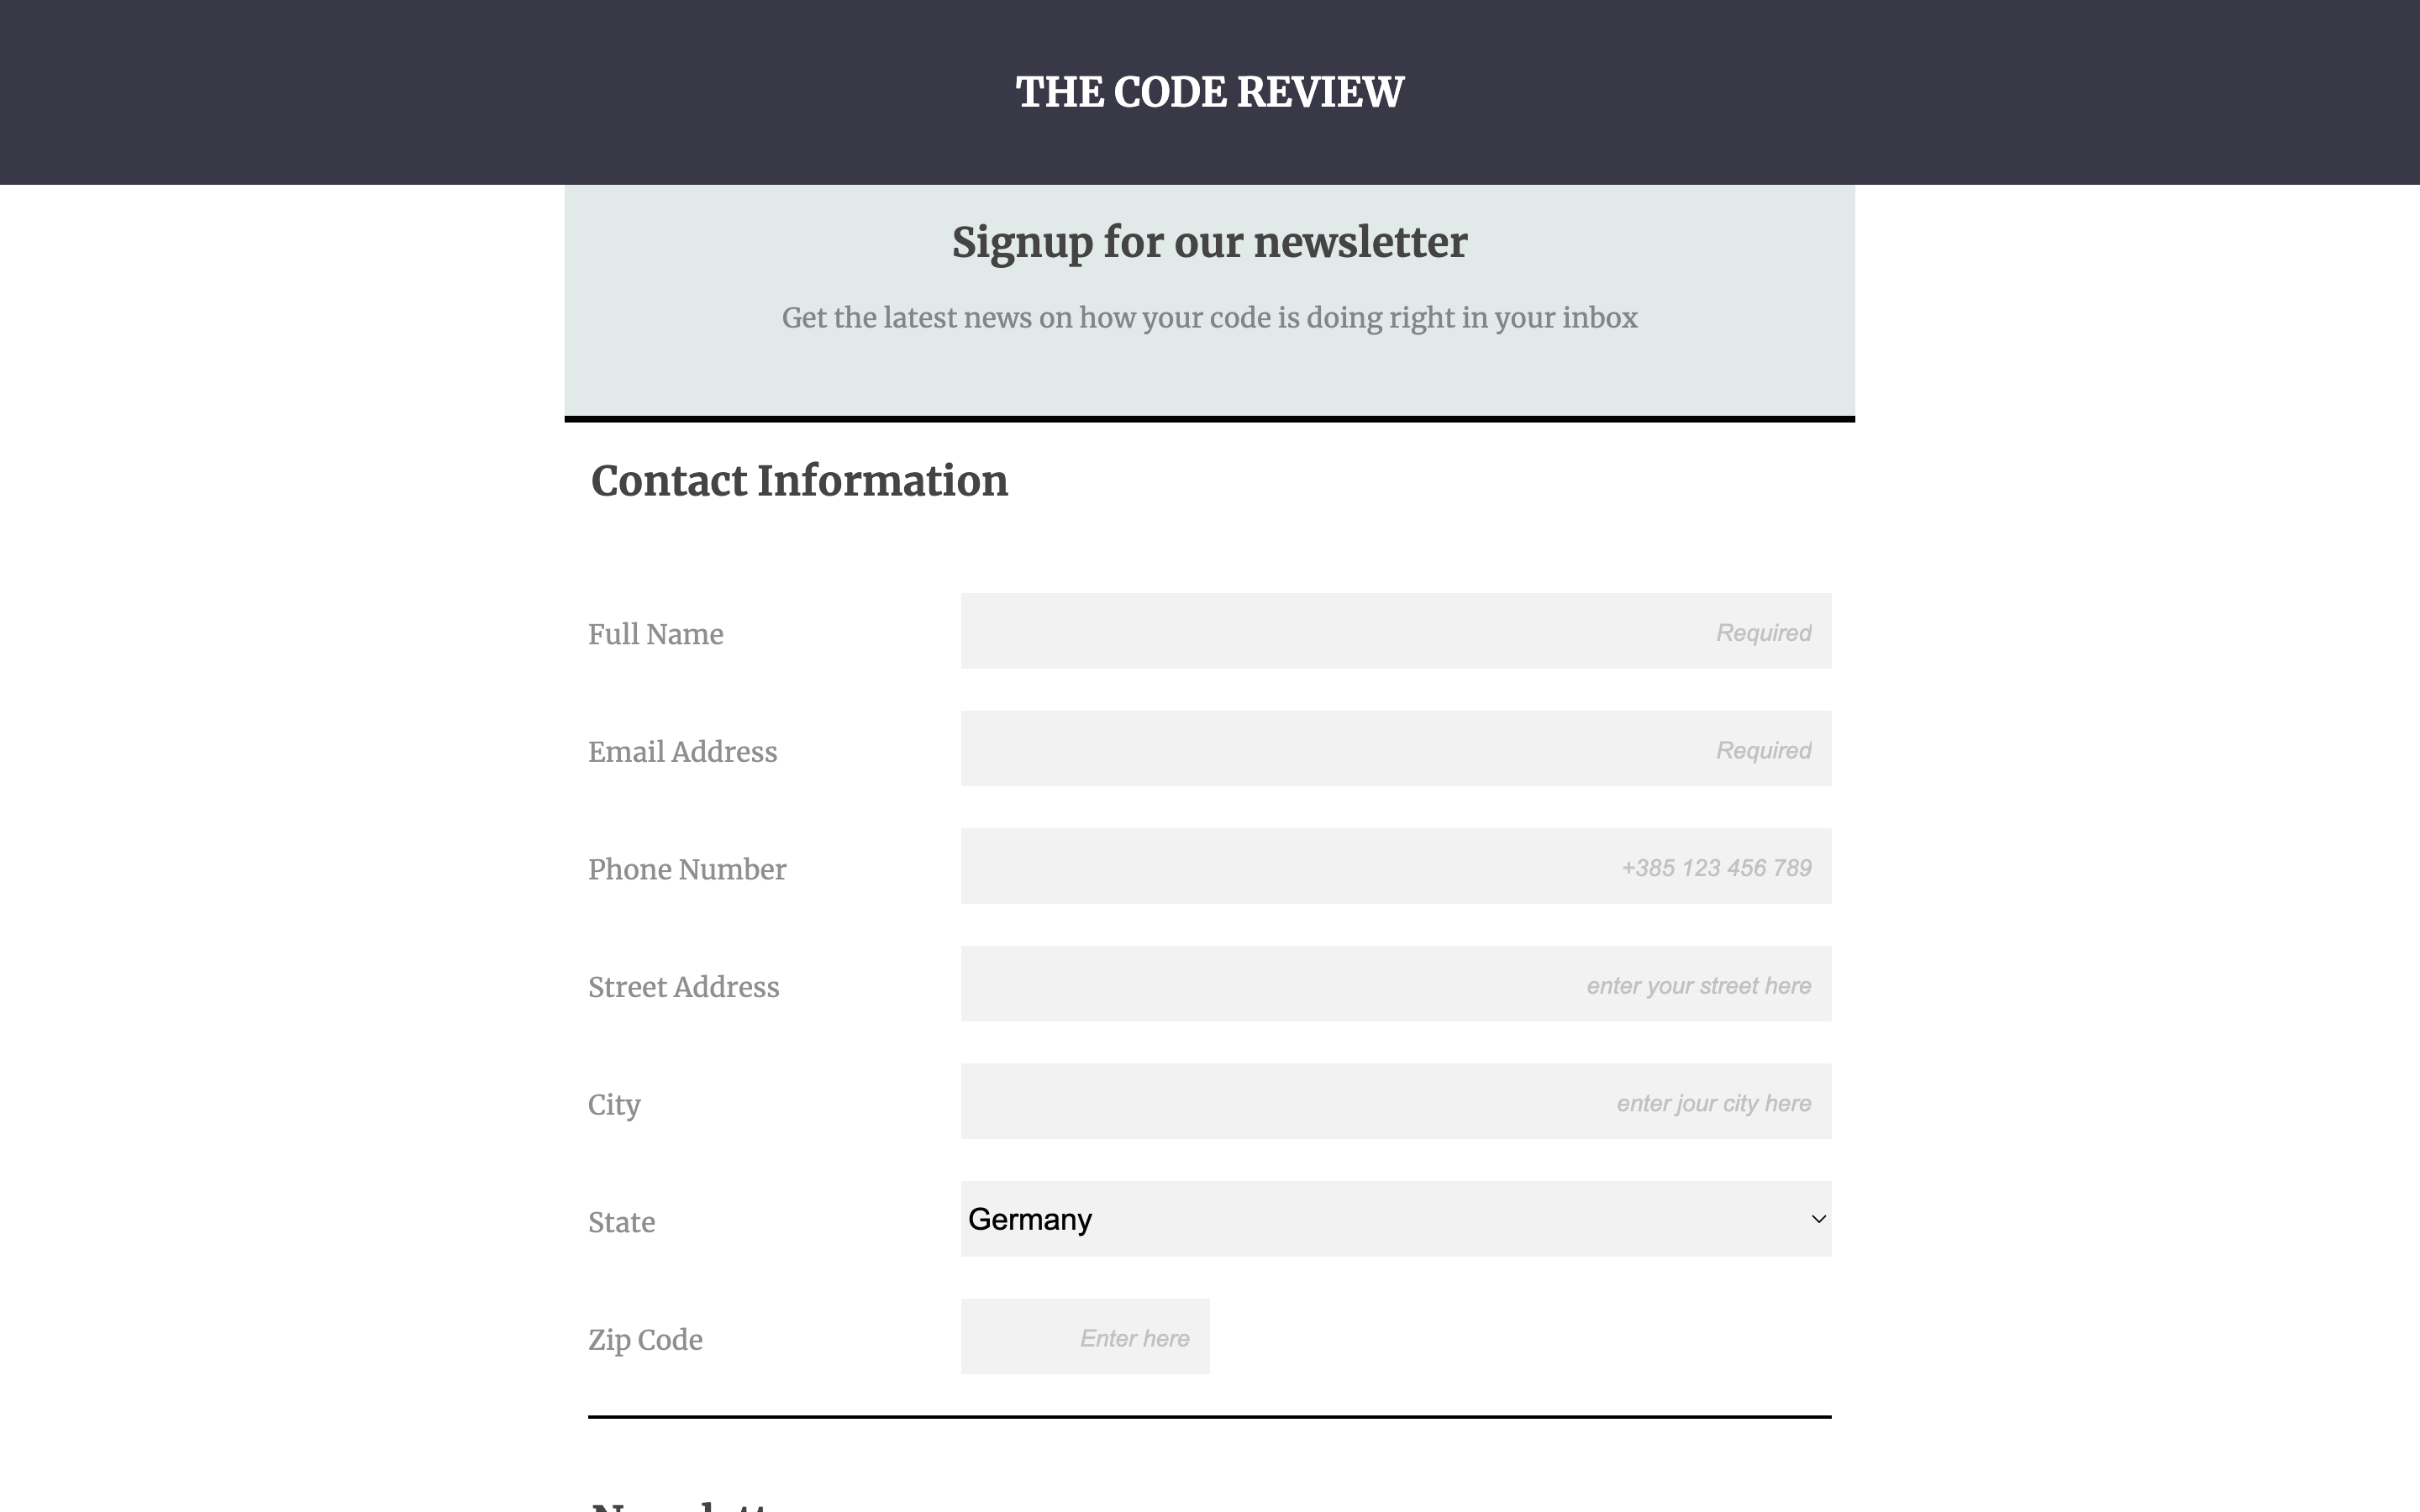 THE CODE REVIEW
Signup for our newsletter
Get the latest news on how your code is doing right in your inbox
Contact Information
Full Name
Required
Email Address
Required
Phone Number
+385 123 456 789
Street Address
enter your street here
City
enter jour city here
State
Germany
Zip Code
Enter here